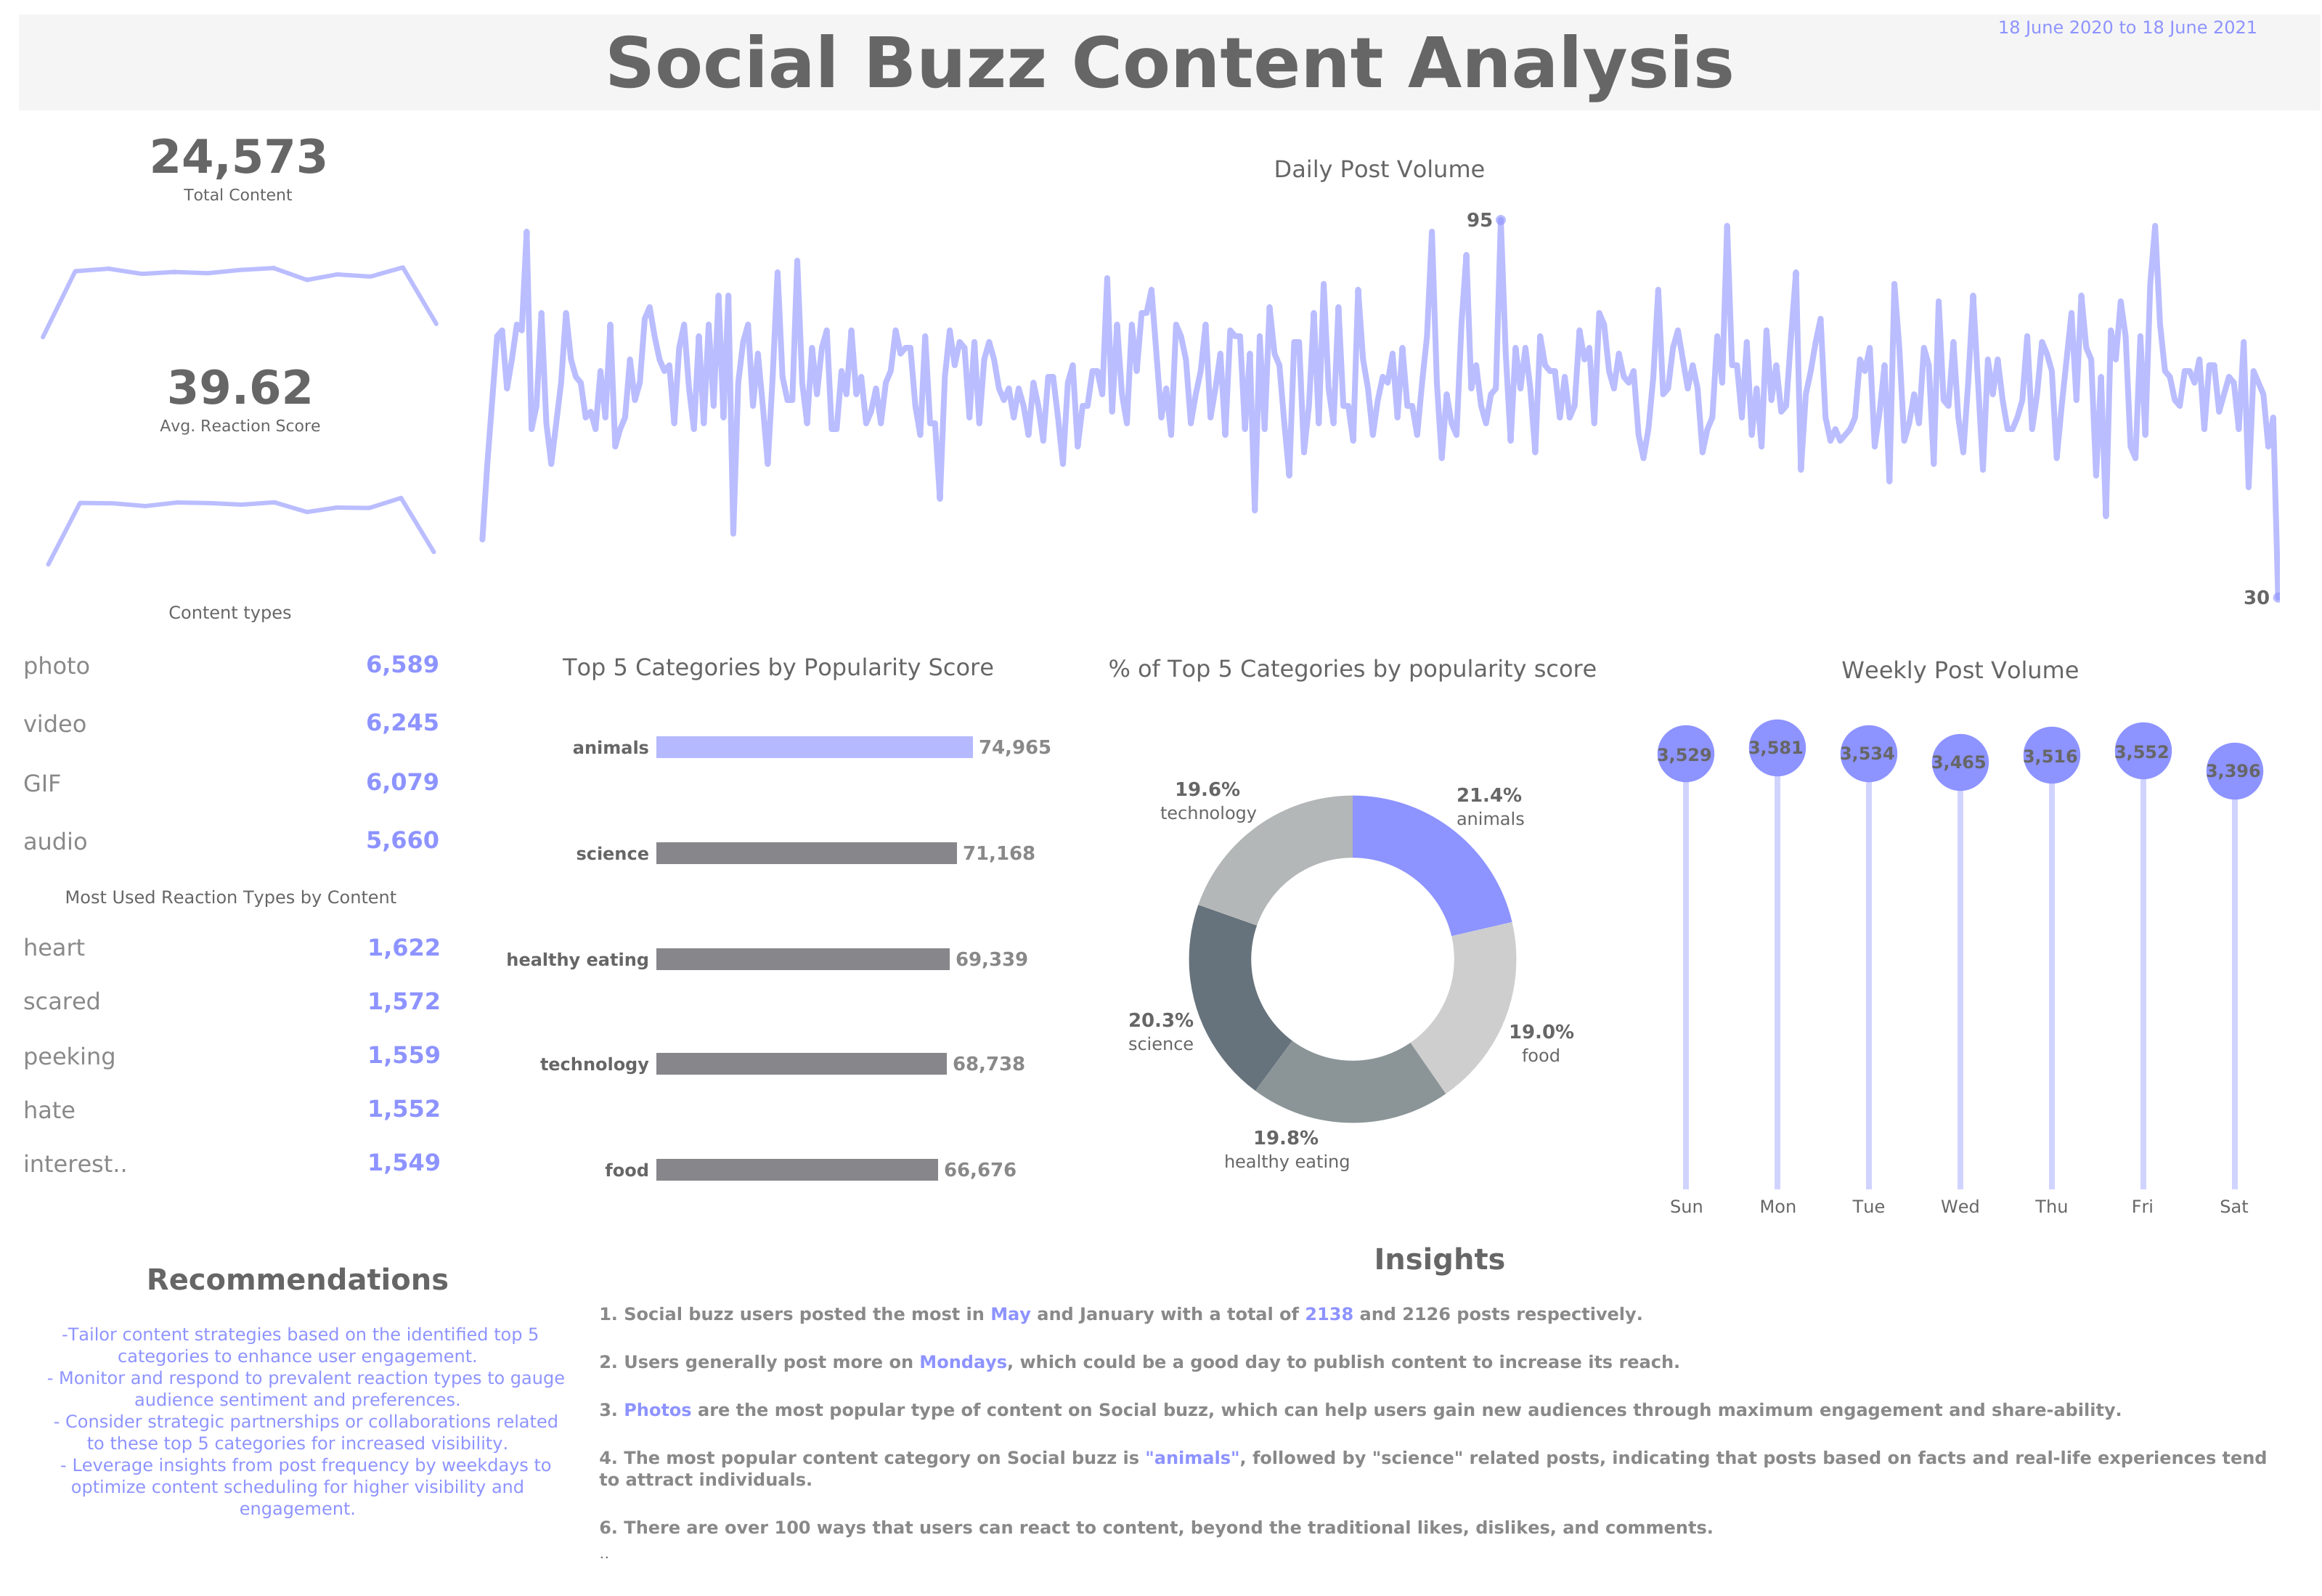 18 June 2020 to 18 June 2021
Social Buzz Content Analysis
24,573
Total Content
39.62
Avg. Reaction Score
Daily Post Volume
95
30
Content types
photo 6,589
video 6,245
GIF 6,079
audio 5,660
Most Used Reaction Types by Content
heart 1,622
scared 1,572
peeking 1,559
hate 1,552
interest.. 1,549
Top 5 Categories by Popularity Score
animals 74,965
science 71,168
healthy eating 69,339
technology 68,738
food 66,676
% of Top 5 Categories by popularity score
19.6%
technology
21.4%
animals
20.3%
science
19.0%
food
19.8%
healthy eating
Weekly Post Volume
3,529 3,581 3,534 3,465 3,516 3,552 3,396
Sun Mon Tue Wed Thu Fri Sat
Recommendations
-Tailor content strategies based on the identified top 5
categories to enhance user engagement.
- Monitor and respond to prevalent reaction types to gauge
audience sentiment and preferences.
- Consider strategic partnerships or collaborations related
to these top 5 categories for increased visibility.
- Leverage insights from post frequency by weekdays to
optimize content scheduling for higher visibility and
engagement.
Insights
1. Social buzz users posted the most in May and January with a total of 2138 and 2126 posts respectively.
2. Users generally post more on Mondays, which could be a good day to publish content to increase its reach.
3. Photos are the most popular type of content on Social buzz, which can help users gain new audiences through maximum engagement and share-ability.
4. The most popular content category on Social buzz is "animals", followed by "science" related posts, indicating that posts based on facts and real-life experiences tend
to attract individuals.
6. There are over 100 ways that users can react to content, beyond the traditional likes, dislikes, and comments.
..